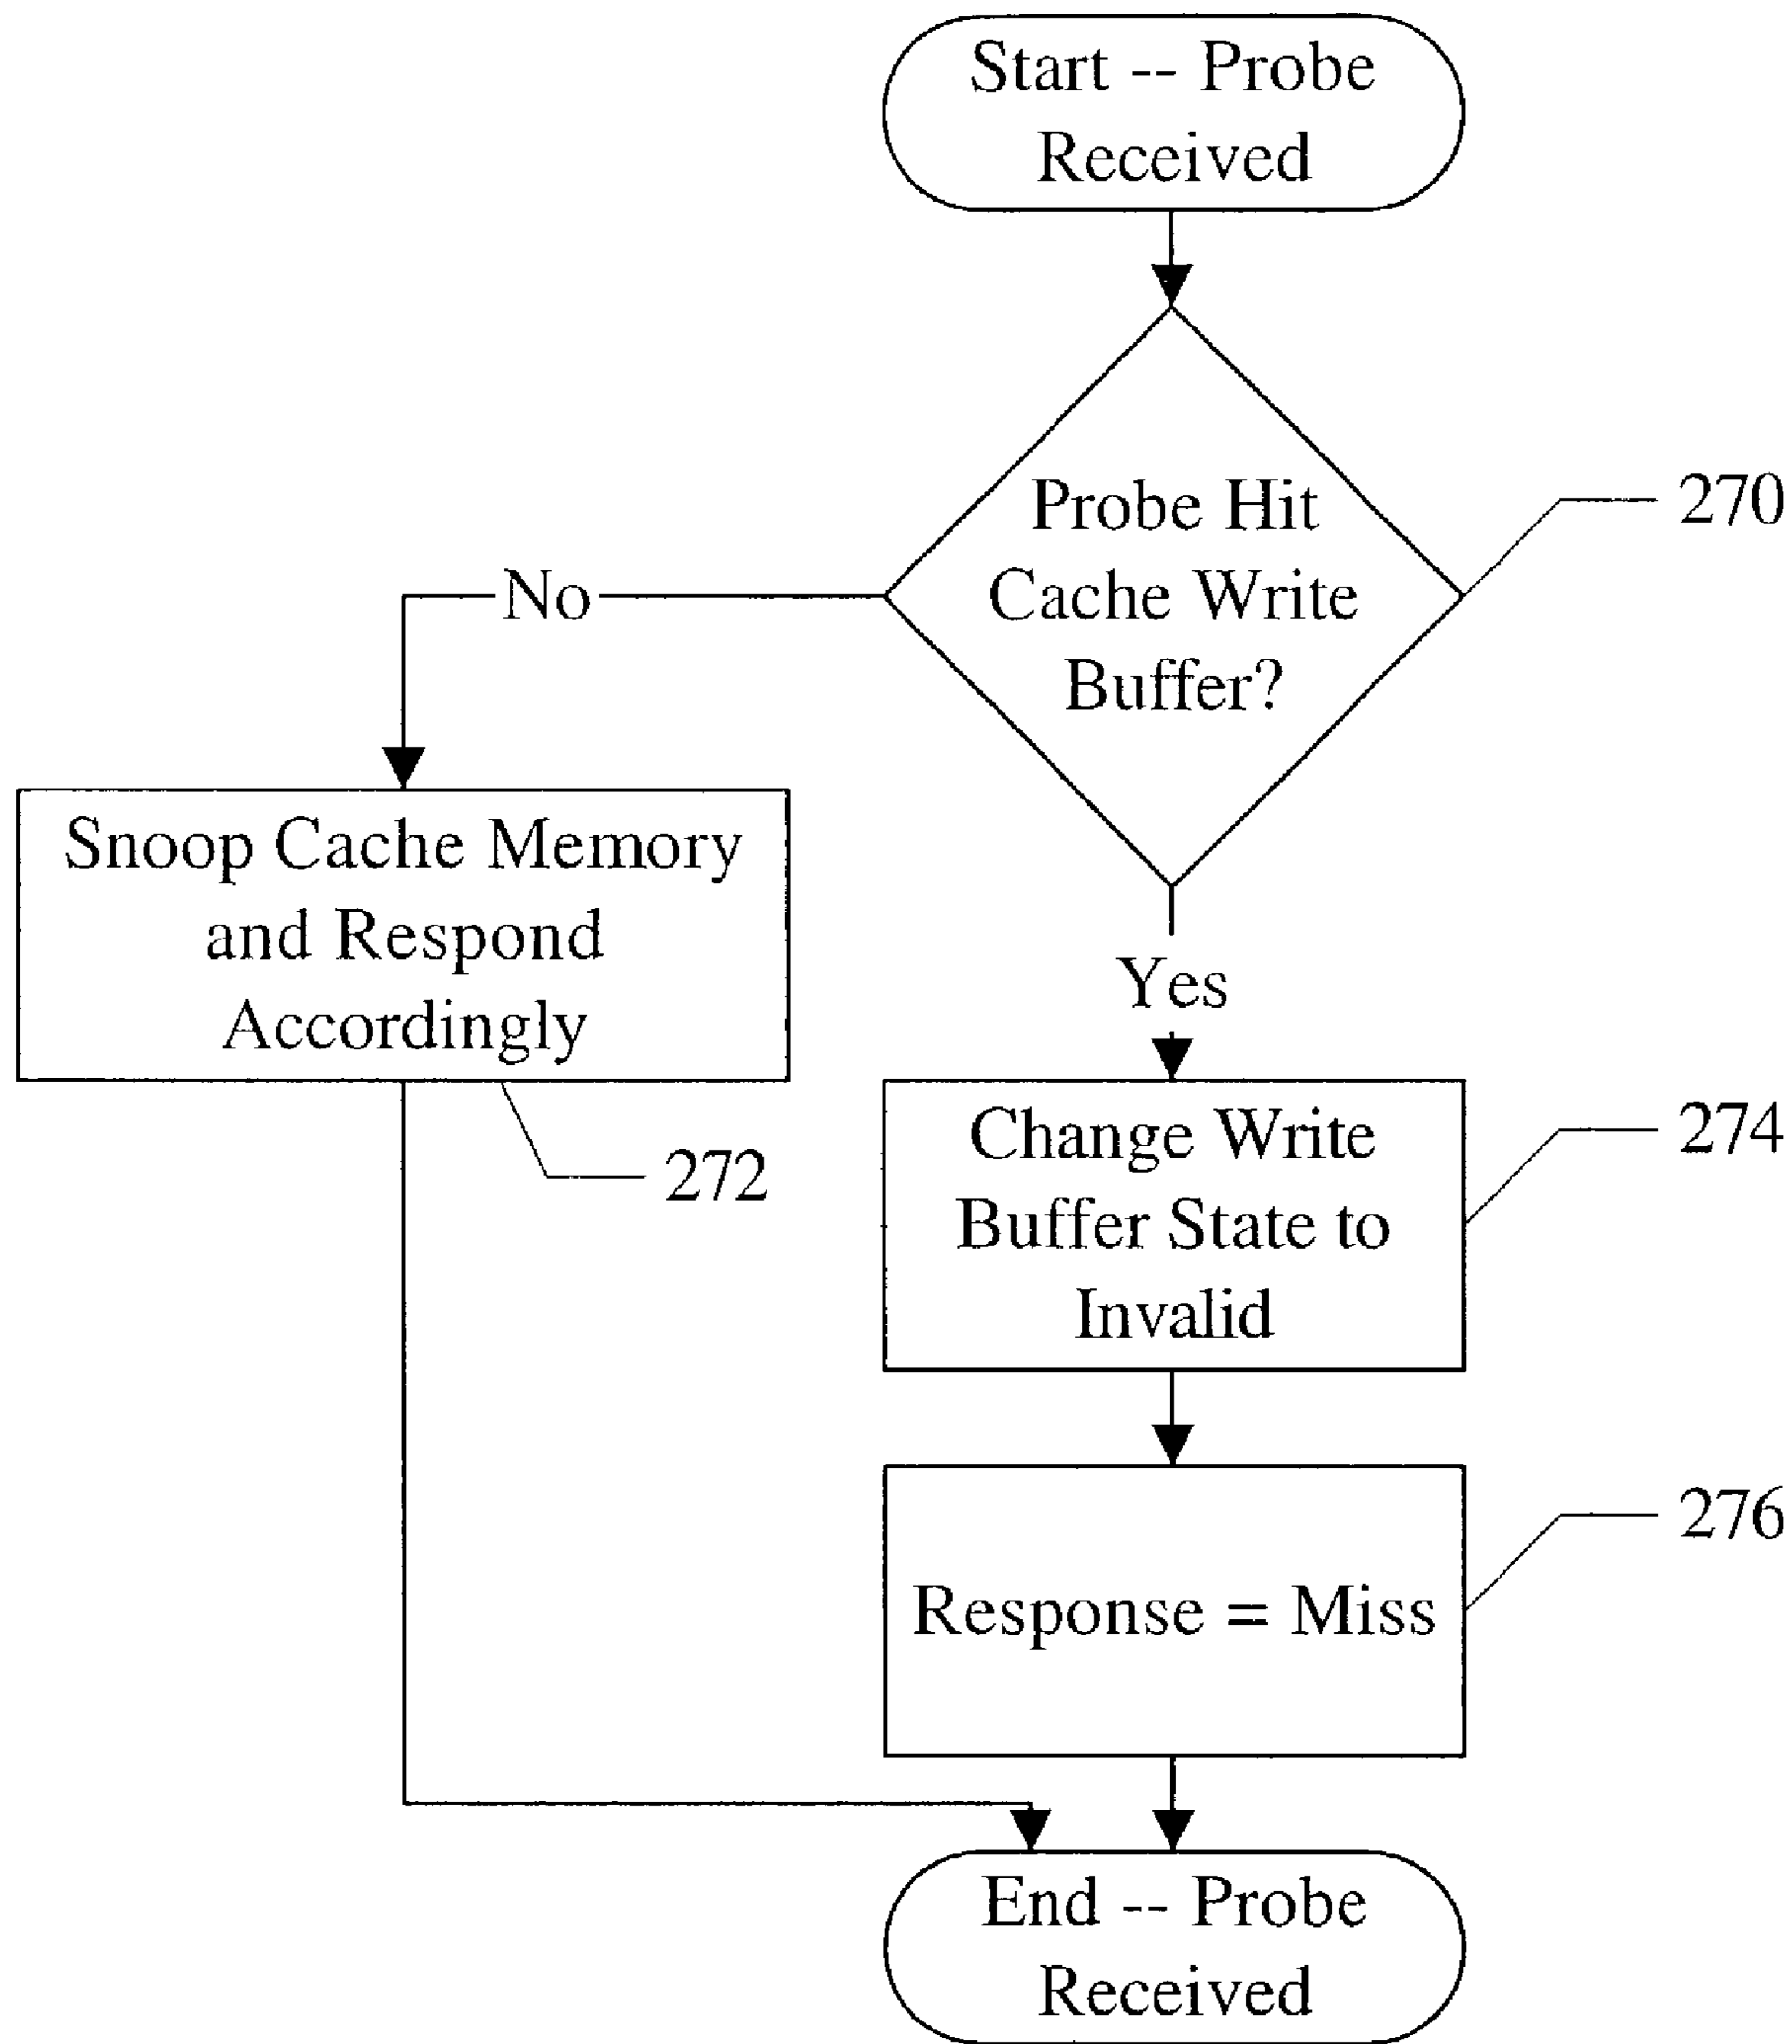 Start -- Probe
Received
Probe Hit
Cache Write
Buffer?
270
No
Snoop Cache Memory
and Respond
Accordingly
272
Yes
Change Write
Buffer State to
Invalid
274
Response = Miss
276
End -- Probe
Received